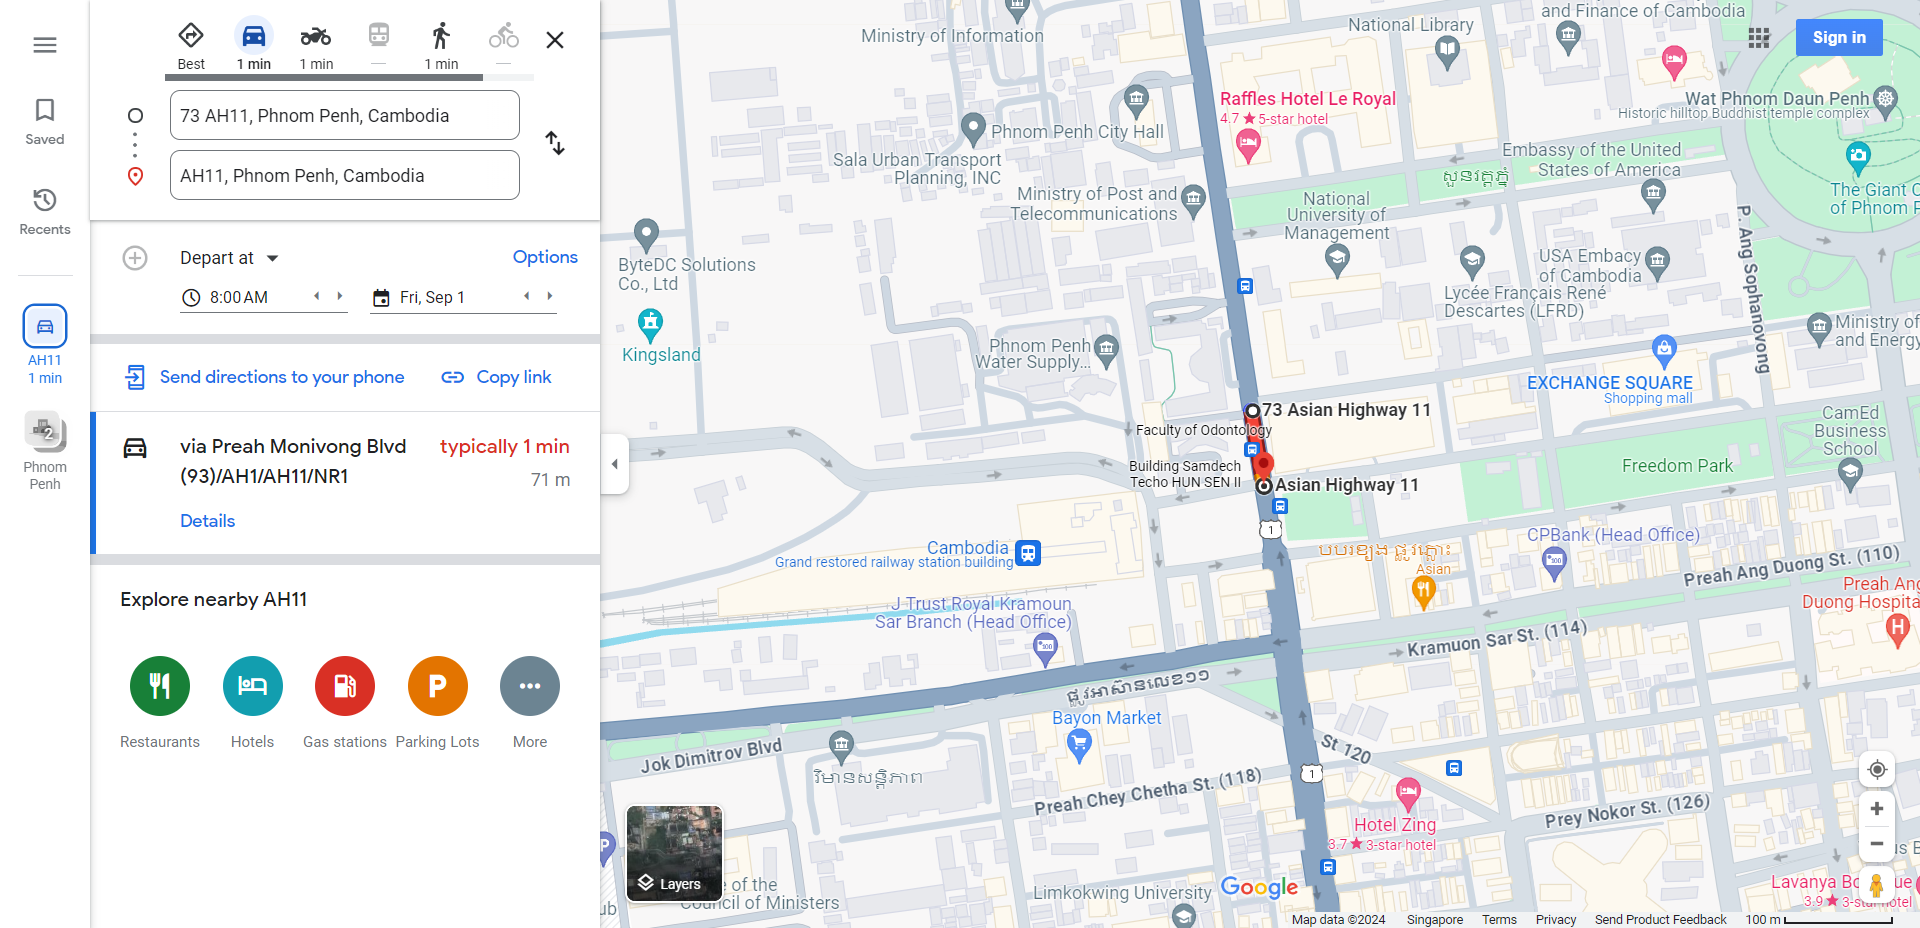 Saved
Recents
AH11
1 min
2
Phnom
Penh
Best
1 min
1 min
—
1 min
—
73 AH11, Phnom Penh, Cambodia
AH11, Phnom Penh, Cambodia
Depart at
Options
8:00 AM
Fri, Sep 1
Send directions to your phone
Copy link
via Preah Monivong Blvd
(93)/AH1/AH11/NR1
typically 1 min
71 m
Details
Explore nearby AH11
Restaurants
Hotels
Gas stations
P
Parking Lots
More
Ministry of Information
National Library
and Finance of Cambodia
Sign in
Raffles Hotel Le Royal
4.7 ★ 5-star hotel
Wat Phnom Daun Penh
Historic hilltop Buddhist temple complex
Phnom Penh City Hall
Sala Urban Transport
Planning, INC
Embassy of the United
States of America
សួនវត្តភ្នំ
Ministry of Post and
Telecommunications
National
University of
Management
The Giant C
of Phnom P
P. Ang Sophanovong
ByteDC Solutions
Co., Ltd
USA Embacy
of Cambodia
Lycée Français René
Descartes (LFRD)
Kingsland
Phnom Penh
Water Supply...
Ministry of
and Energy
EXCHANGE SQUARE
Shopping mall
73 Asian Highway 11
Faculty of Odontology
CamEd
Business
School
Building Samdech
Techo HUN SEN II
Freedom Park
Asian Highway 11
1
Cambodia
Grand restored railway station building
CPBank (Head Office)
Asian
Preah Ang Duong St. (110)
Preah Ang
Duong Hospita
H
J Trust Royal Kramoun
Sar Branch (Head Office)
Kramuon Sar St. (114)
ផ្លូវអាស៊ានលេខ១១
Bayon Market
Jok Dimitrov Blvd
វិមានសន្តិភាព
St 120
1
Preah Chey Chetha St. (118)
Prey Nokor St. (126)
Hotel Zing
3.7 ★ 3-star hotel
P
Layers
e of the
Council of Ministers
ub
Limkokwing University
Google
us B
Lavanya Bo
ue
3.9 ★ 3-star hotel
Map data ©2024
Singapore
Terms
Privacy
Send Product Feedback
100 m